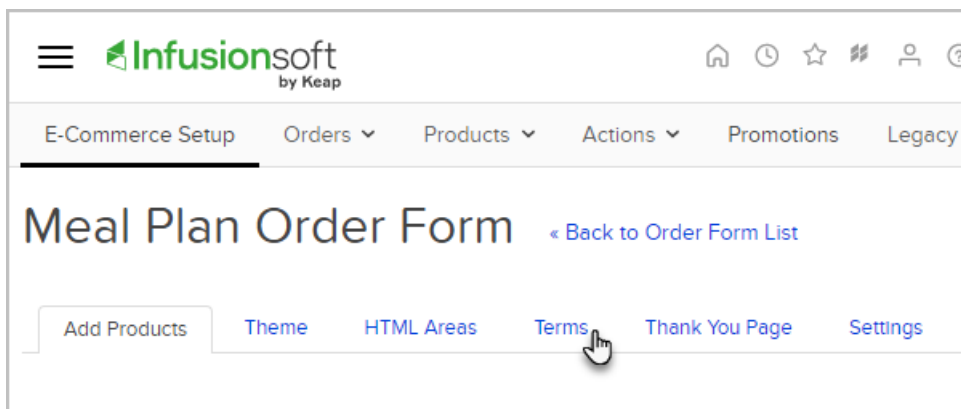 Infusionsoft
by Keap
E-Commerce Setup Orders Products Actions Promotions Legacy
Meal Plan Order Form « Back to Order Form List
Add Products Theme HTML Areas Terms Thank You Page Settings